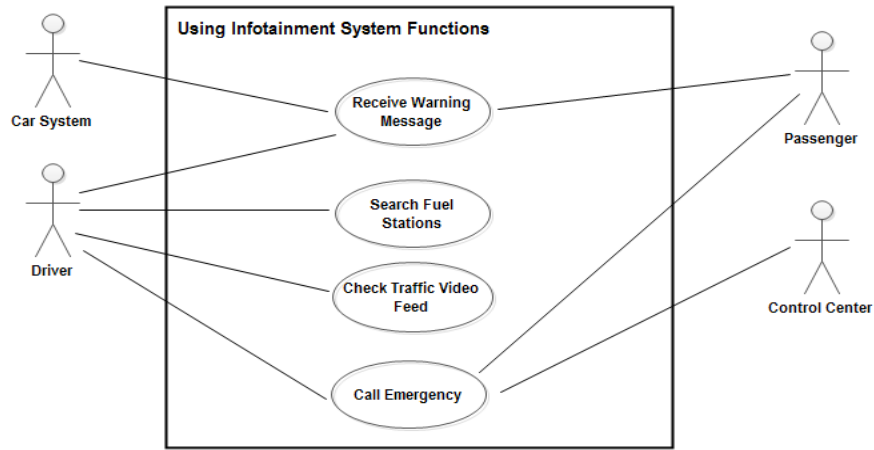 Using Infotainment System Functions
Car System
Receive Warning
Message
Passenger
Driver
Search Fuel
Stations
Check Traffic Video
Feed
Control Center
Call Emergency